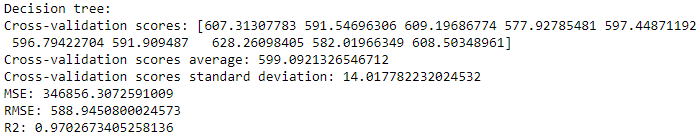 Decision tree:
Cross-validation scores: [607.31307783 591.54696306 609.19686774 577.92785481 597.44871192
 596.79422704 591.909487   628.26098405 582.01966349 608.50348961]
Cross-validation scores average: 599.0921326546712
Cross-validation scores standard deviation: 14.017782232024532
MSE: 346856.3072591009
RMSE: 588.9450800024573
R2: 0.9702673405258136